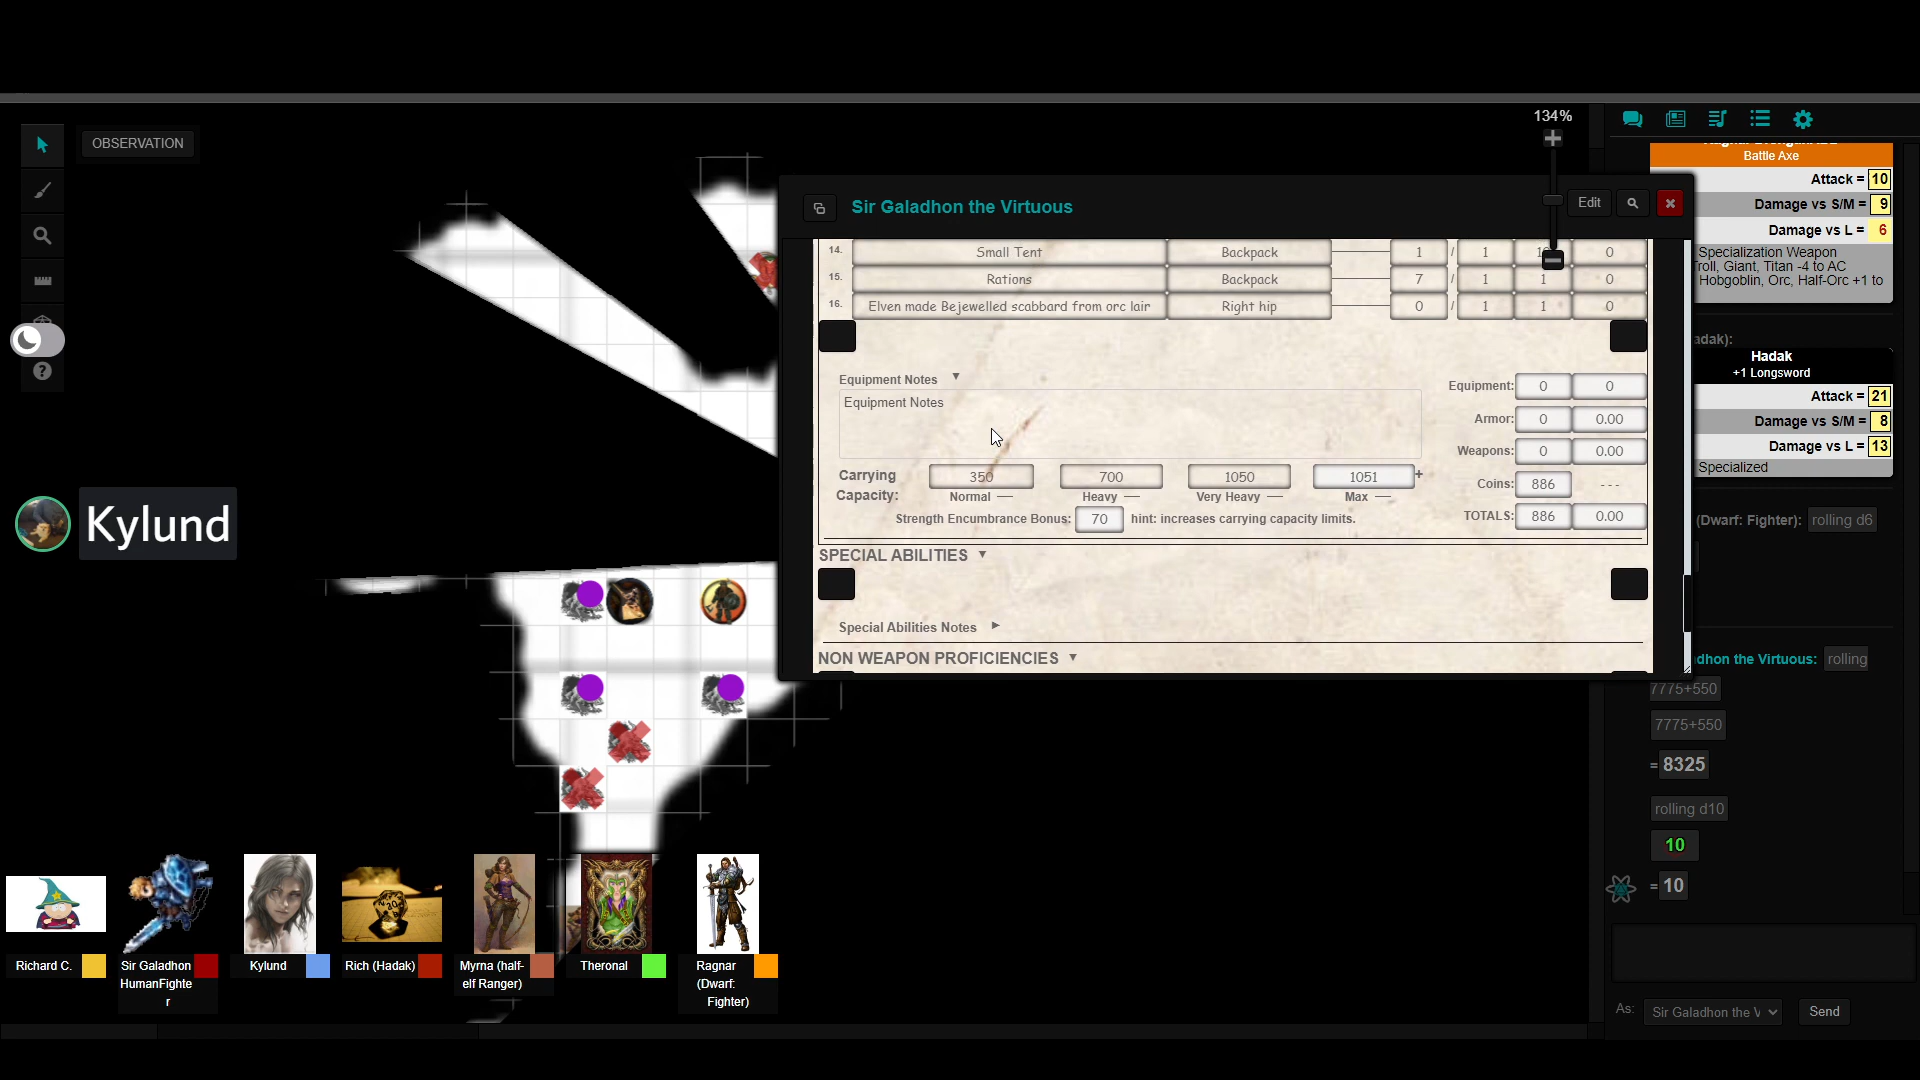 134%
OBSERVATION
Sir Galadhon the Virtuous
Edit
14. Small Tent Backpack 1 / 1 0
15. Rations Backpack 7 / 1 1 0
16. Elven made Bejewelled scabbard from orc lair Right hip 0 / 1 1 0
Equipment Notes
Equipment Notes
Equipment: 0 0
Armor: 0 0.00
Weapons: 0 0.00
Coins: 886 ---
TOTALS: 886 0.00
Carrying Capacity:
350 700 1050 1051 +
Normal — Heavy — Very Heavy — Max —
Strength Encumbrance Bonus: 70 hint: increases carrying capacity limits.
SPECIAL ABILITIES
Special Abilities Notes
NON WEAPON PROFICIENCIES
Battle Axe
Attack = 10
Damage vs S/M = 9
Damage vs L = 6
Specialization Weapon
Troll, Giant, Titan -4 to AC
Hobgoblin, Orc, Half-Orc +1 to
adak):
Hadak
+1 Longsword
Attack = 21
Damage vs S/M = 8
Damage vs L = 13
Specialized
(Dwarf: Fighter): rolling d6
dhon the Virtuous: rolling
7775+550
7775+550
= 8325
rolling d10
10
= 10
As: Sir Galadhon the V Send
Kylund
Richard C.
Sir Galadhon
HumanFighte
r
Kylund
Rich (Hadak)
Myrna (half-
elf Ranger)
Theronal
Ragnar
(Dwarf:
Fighter)